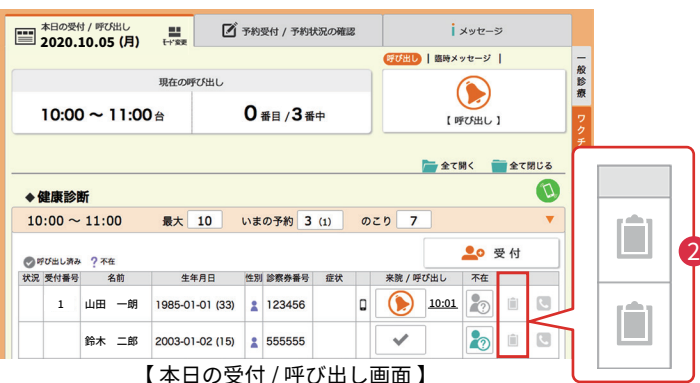 本日の受付 / 呼び出し
2020.10.05 (月)
ﾓｰﾄﾞ変更
予約受付 / 予約状況の確認
i メッセージ
呼び出し | 臨時メッセージ |
現在の呼び出し
10:00 〜 11:00台
0番目 / 3番中
【 呼び出し 】
一般診療
ワクチ
全て開く
全て閉じる
◆健康診断
10:00 〜 11:00 最大 10 いまの予約 3 (1) のこり 7 ▼
受 付
呼び出し済み ? 不在
状況 受付番号 名前 生年月日 性別 診察券番号 症状 来院 / 呼び出し 不在
1 山田 一朗 1985-01-01 (33) 123456 10:01
鈴木 二郎 2003-01-02 (15) 555555
2
【 本日の受付 / 呼び出し画面 】